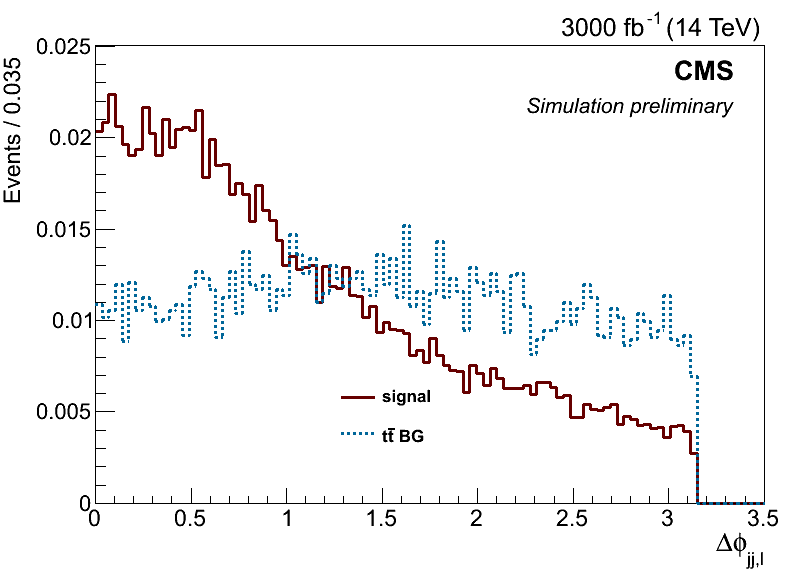 3000 fb⁻¹ (14 TeV)
Events / 0.035
0.025
0.02
0.015
0.01
0.005
0
CMS
Simulation preliminary
signal
tt̄ BG
0 0.5 1 1.5 2 2.5 3 3.5
Δϕjj,l